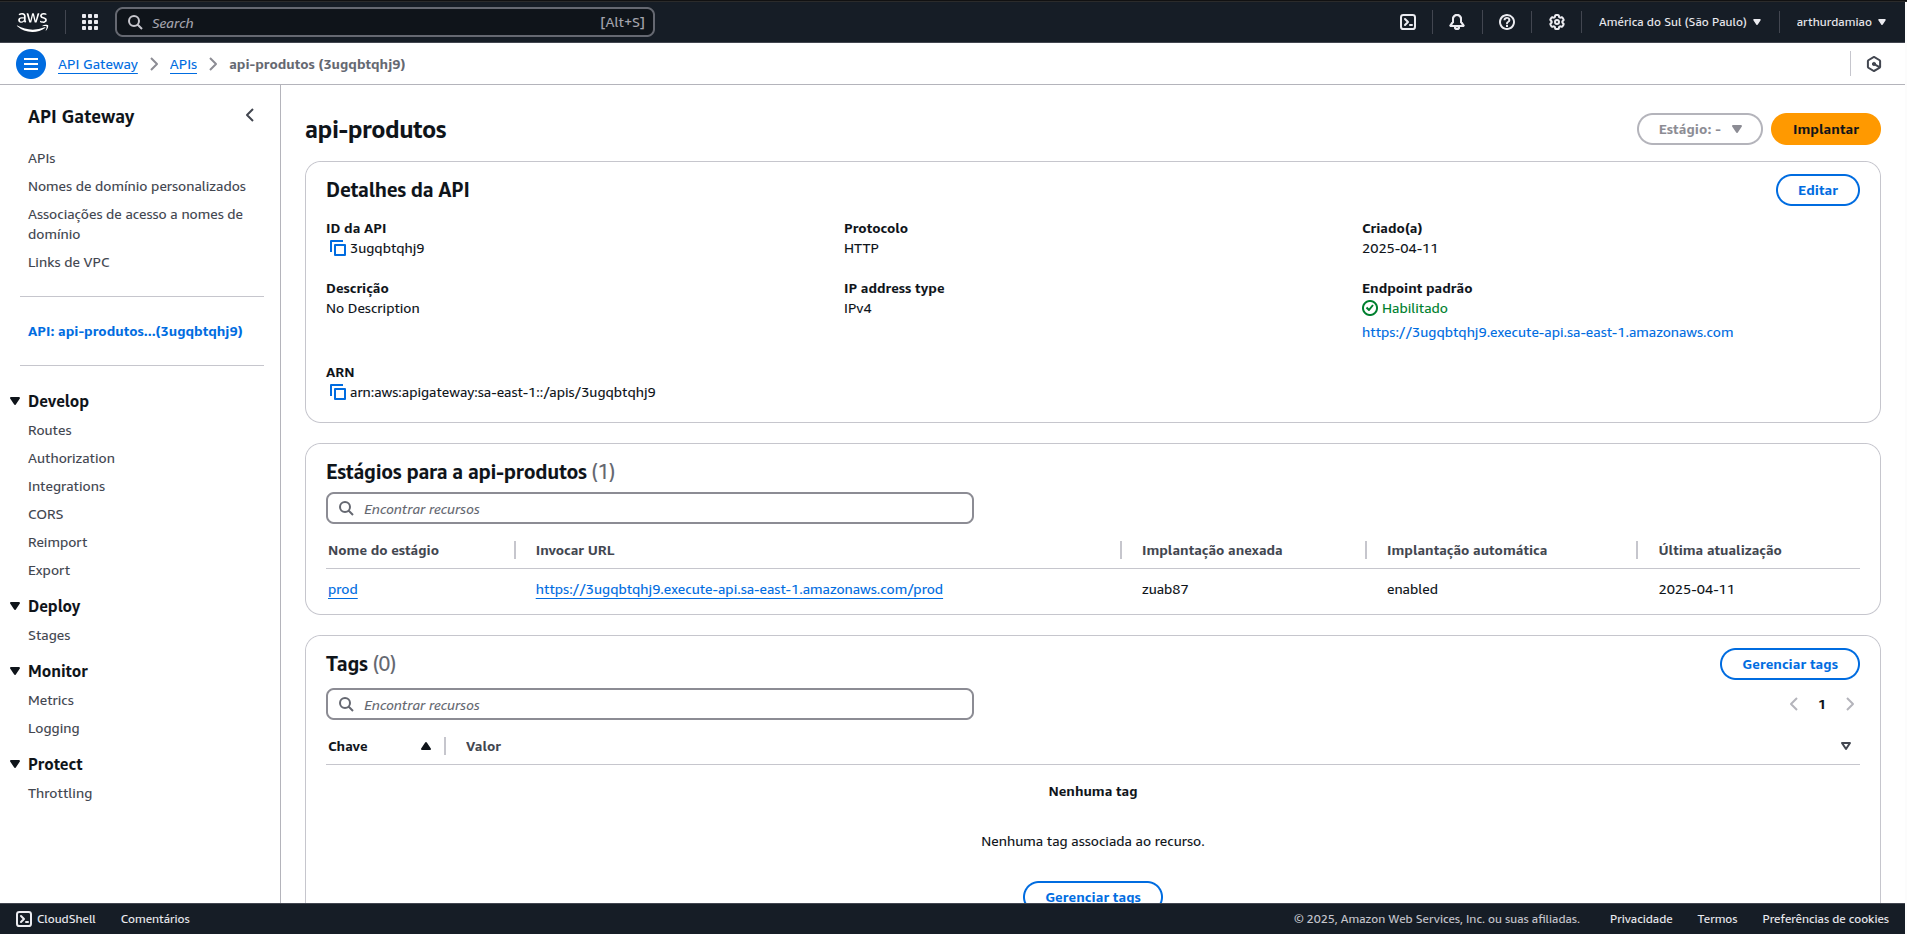 aws
Search [Alt+S]
América do Sul (São Paulo)
arthurdamiao
API Gateway
APIs
api-produtos (3ugqbtqhj9)
API Gateway
APIs
Nomes de domínio personalizados
Associações de acesso a nomes de
domínio
Links de VPC
API: api-produtos...(3ugqbtqhj9)
Develop
Routes
Authorization
Integrations
CORS
Reimport
Export
Deploy
Stages
Monitor
Metrics
Logging
Protect
Throttling
api-produtos
Estágio: -
Implantar
Detalhes da API
Editar
ID da API
3ugqbtqhj9
Protocolo
HTTP
Criado(a)
2025-04-11
Descrição
No Description
IP address type
IPv4
Endpoint padrão
Habilitado
https://3ugqbtqhj9.execute-api.sa-east-1.amazonaws.com
ARN
arn:aws:apigateway:sa-east-1::/apis/3ugqbtqhj9
Estágios para a api-produtos (1)
Encontrar recursos
Nome do estágio Invocar URL Implantação anexada Implantação automática Última atualização
prod https://3ugqbtqhj9.execute-api.sa-east-1.amazonaws.com/prod zuab87 enabled 2025-04-11
Tags (0)
Gerenciar tags
Encontrar recursos
1
Chave Valor
Nenhuma tag
Nenhuma tag associada ao recurso.
Gerenciar tags
CloudShell Comentários © 2025, Amazon Web Services, Inc. ou suas afiliadas. Privacidade Termos Preferências de cookies